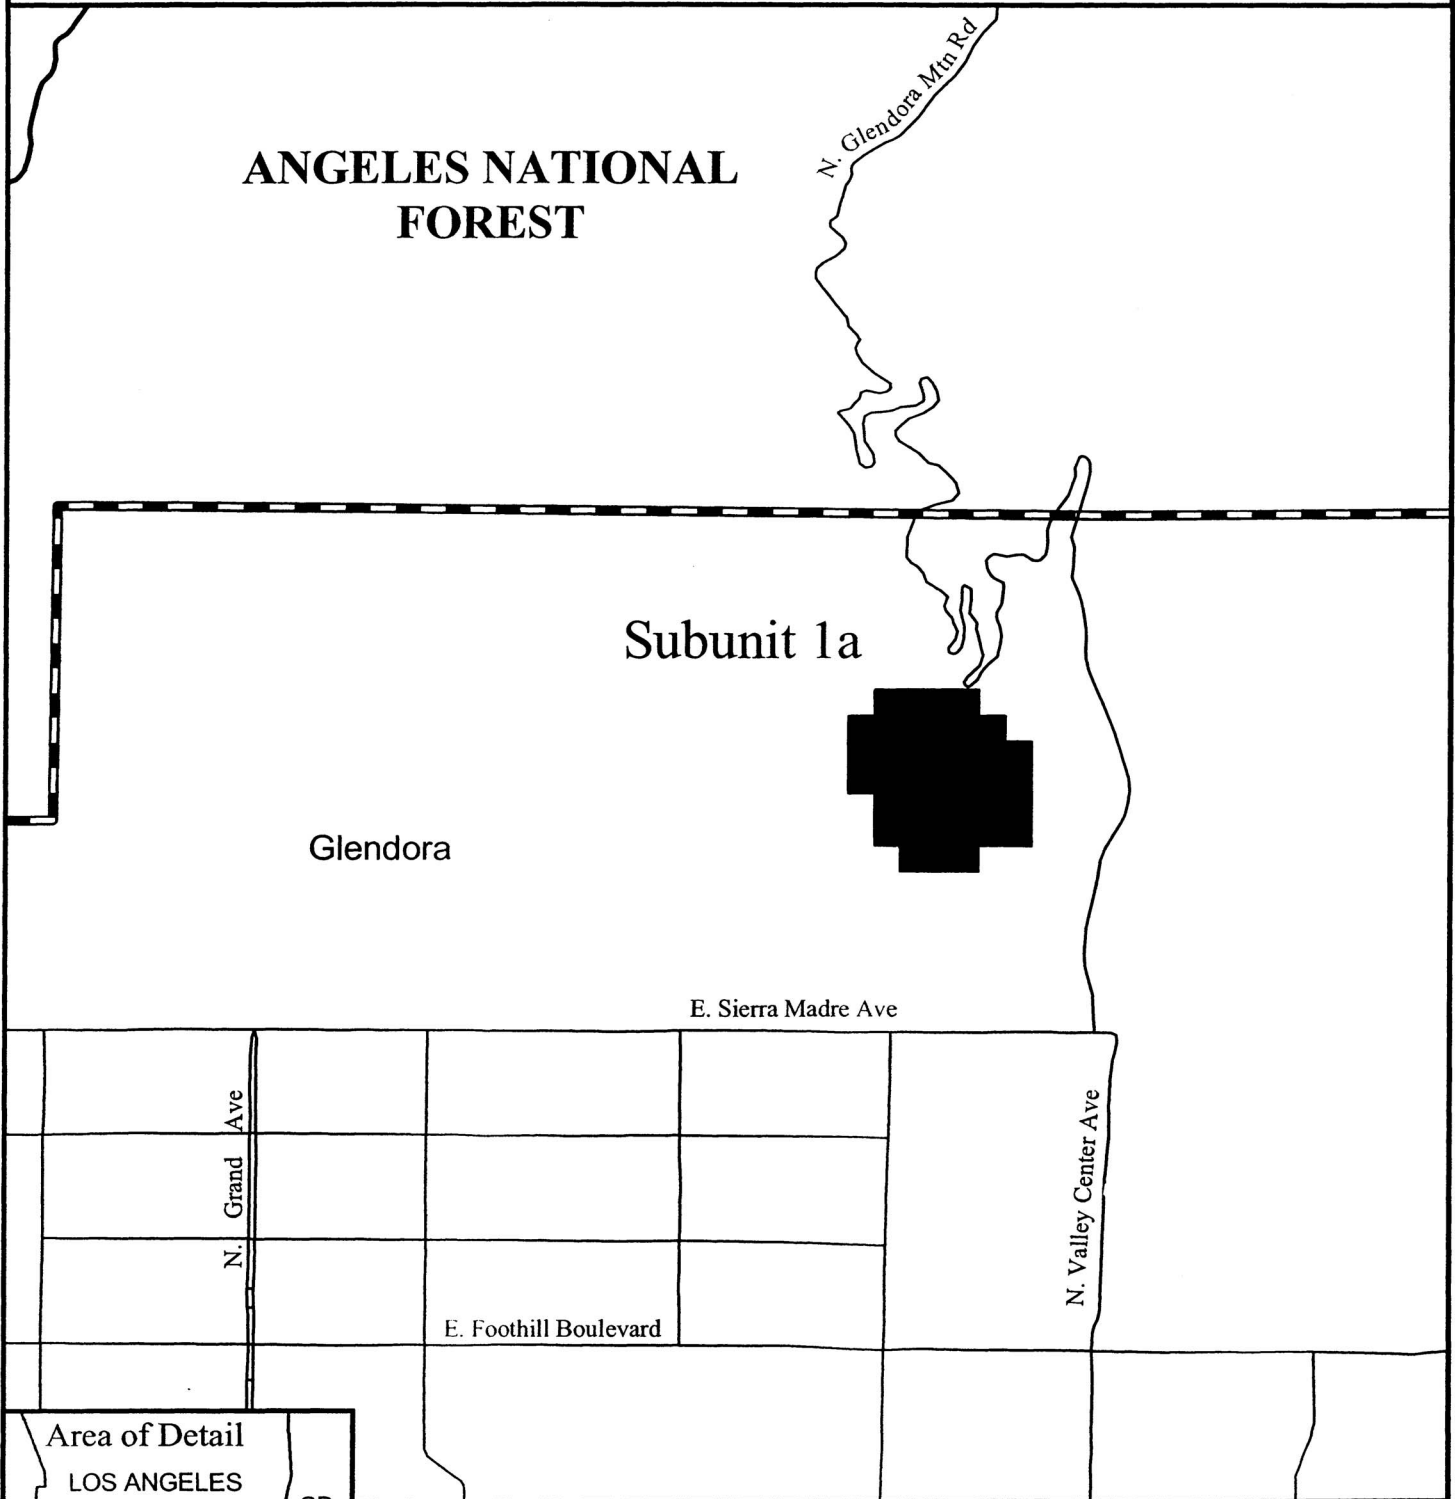 N. Glendora Mtn Rd
ANGELES NATIONAL
FOREST
Subunit 1a
Glendora
E. Sierra Madre Ave
N. Grand Ave
N. Valley Center Ave
E. Foothill Boulevard
Area of Detail
LOS ANGELES